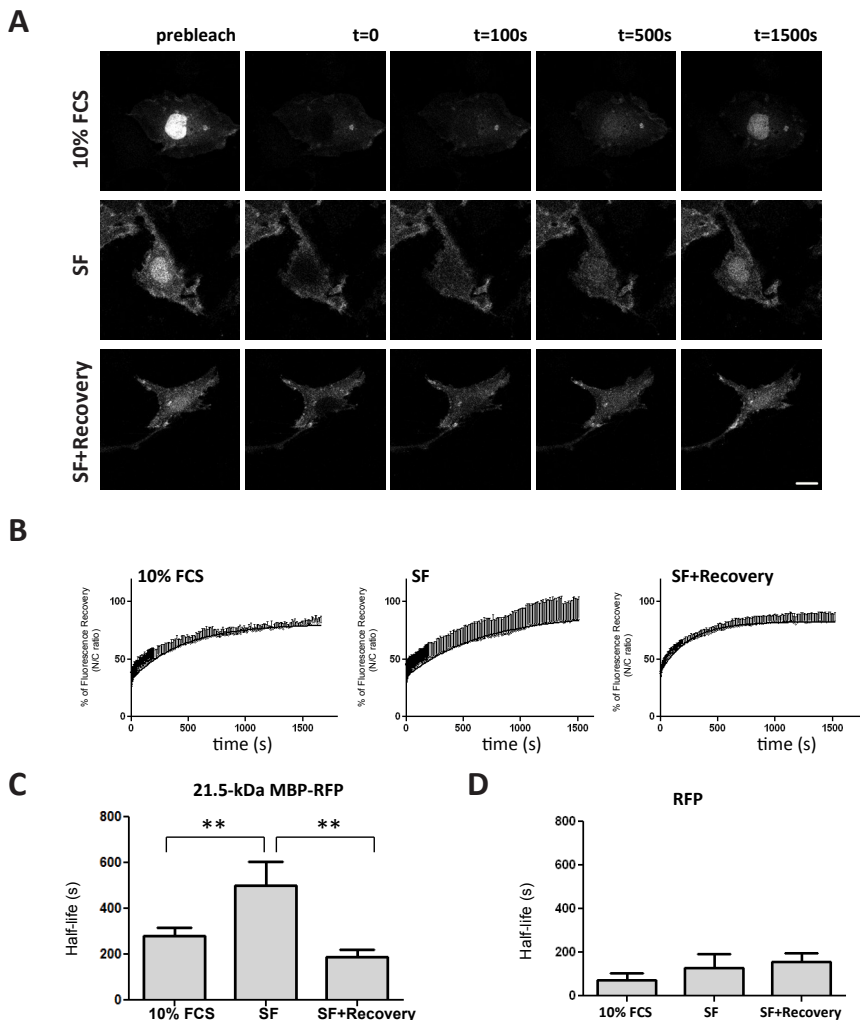 A
prebleach t=0 t=100s t=500s t=1500s
10% FCS
SF
SF+Recovery
B
10% FCS
% of Fluorescence Recovery
(N/C ratio)
100
50
0
0 500 1000 1500
time (s)
SF
% of Fluorescence Recovery
(N/C ratio)
100
50
0
0 500 1000 1500
time (s)
SF+Recovery
% of Fluorescence Recovery
(N/C ratio)
100
50
0
0 500 1000 1500
time (s)
C
21.5-kDa MBP-RFP
Half-life (s)
800
600
400
200
0
** **
10% FCS SF SF+Recovery
D
RFP
Half-life (s)
800
600
400
200
0
10% FCS SF SF+Recovery